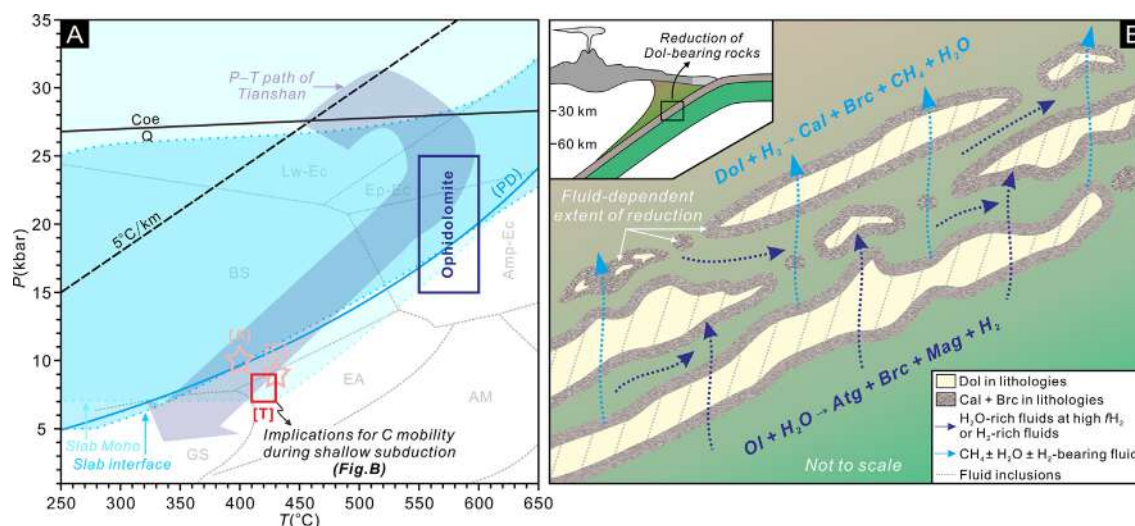 A
35
30
25
20
15
10
5
P(kbar)
250
300
350
400
450
500
550
600
650
T(°C)
P–T path of
Tianshan
Coe
Q
5°C/km
Lw-Ec
Ep-Ec
(PD)
Ophidolomite
Amp-Ec
BS
EA
AM
GS
[T]
Slab Moho
Slab interface
Implications for C mobility
during shallow subduction
(Fig.B)
Reduction of
Dol-bearing rocks
30 km
60 km
Dol + H2→ Cal + Brc + CH4 + H2O
Fluid-dependent
extent of reduction
Ol + H2O→ Atg + Brc + Mag + H2
Not to scale
Dol in lithologies
Cal + Brc in lithologies
H2O-rich fluids at high fH2
or H2-rich fluids
CH4 ± H2O ± H2-bearing fluid
Fluid inclusions